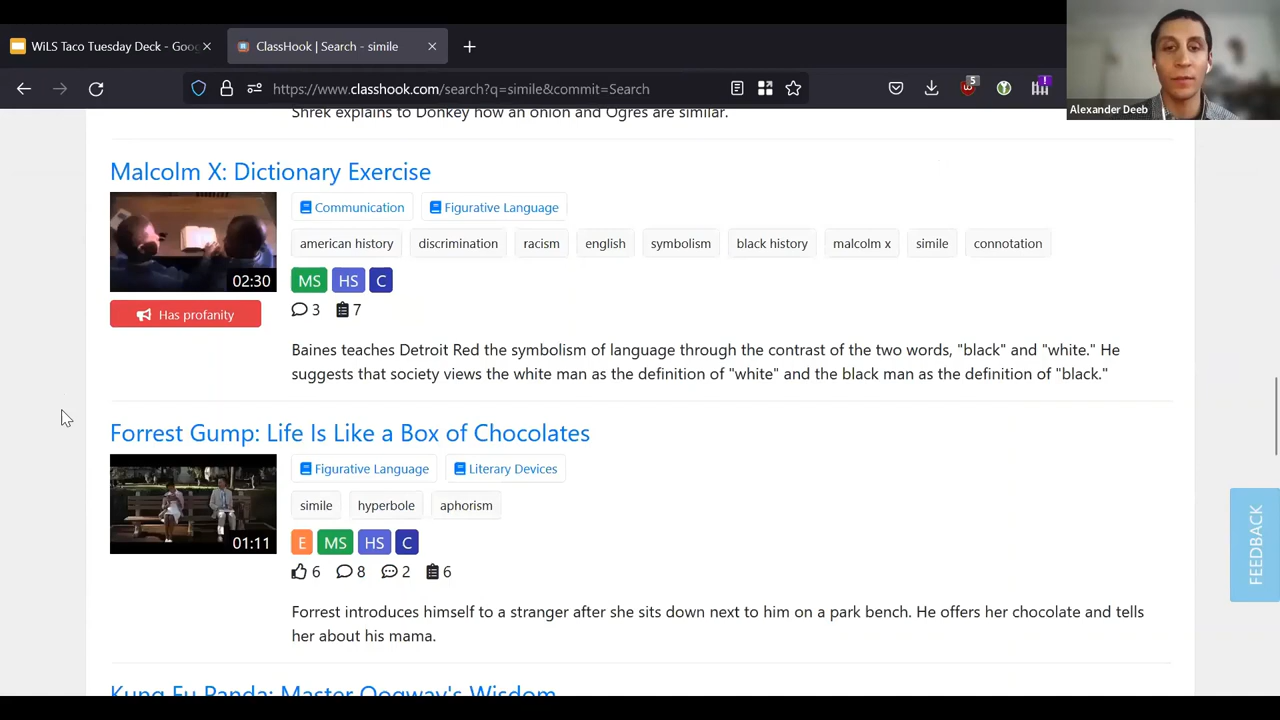 WiLS Taco Tuesday Deck - Goo
ClassHook | Search - simile
https://www.classhook.com/search?q=simile&commit=Search
5
!
Alexander Deeb
Shrek explains to Donkey how an onion and Ogres are similar.
Malcolm X: Dictionary Exercise
Communication
Figurative Language
american history
discrimination
racism
english
symbolism
black history
malcolm x
simile
connotation
02:30
MS
HS
C
Has profanity
3
7
Baines teaches Detroit Red the symbolism of language through the contrast of the two words, "black" and "white." He
suggests that society views the white man as the definition of "white" and the black man as the definition of "black."
Forrest Gump: Life Is Like a Box of Chocolates
Figurative Language
Literary Devices
simile
hyperbole
aphorism
01:11
E
MS
HS
C
6
8
2
6
Forrest introduces himself to a stranger after she sits down next to him on a park bench. He offers her chocolate and tells
her about his mama.
FEEDBACK
Kung Fu Panda: Master Oogway's Wisdom